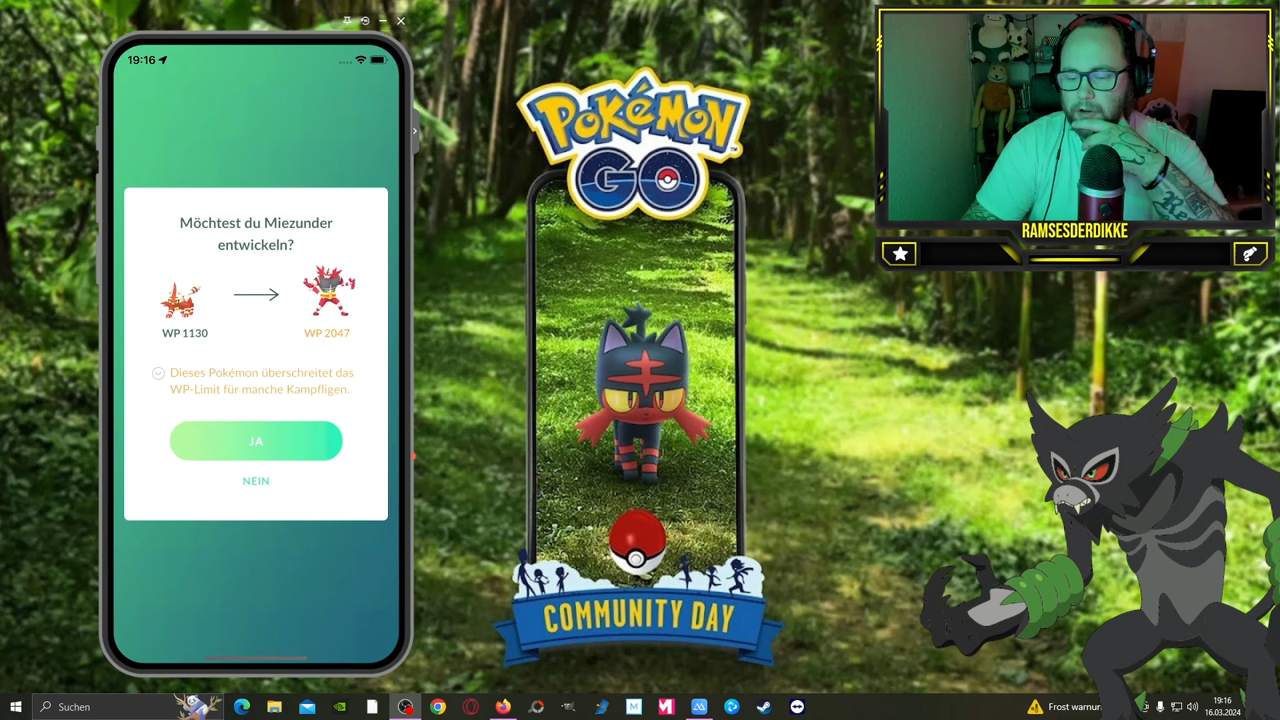 19:16
Möchtest du Miezunder
entwickeln?
WP 1130
WP 2047
Dieses Pokémon überschreitet das
WP-Limit für manche Kampfligen.
JA
NEIN
POKéMON
GO
COMMUNITY DAY
RAMSESDERDIKKE
Suchen
Frost warnun
19:16
16.03.2024